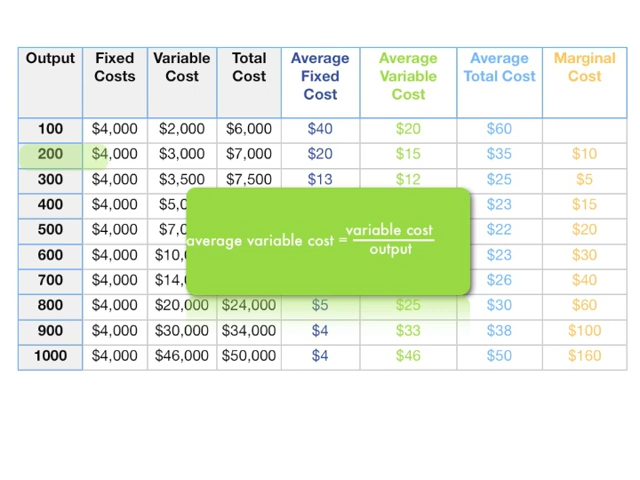 Output Fixed Costs Variable Cost Total Cost Average Fixed Cost Average Variable Cost Average Total Cost Marginal Cost
100 $4,000 $2,000 $6,000 $40 $20 $60
200 $4,000 $3,000 $7,000 $20 $15 $35 $10
300 $4,000 $3,500 $7,500 $13 $12 $25 $5
400 $4,000 $23 $15
500 $4,000 $22 $20
600 $4,000 $23 $30
700 $4,000 $26 $40
average variable cost = variable cost
output
800 $4,000 $20,000 $24,000 $5 $25 $30 $60
900 $4,000 $30,000 $34,000 $4 $33 $38 $100
1000 $4,000 $46,000 $50,000 $4 $46 $50 $160